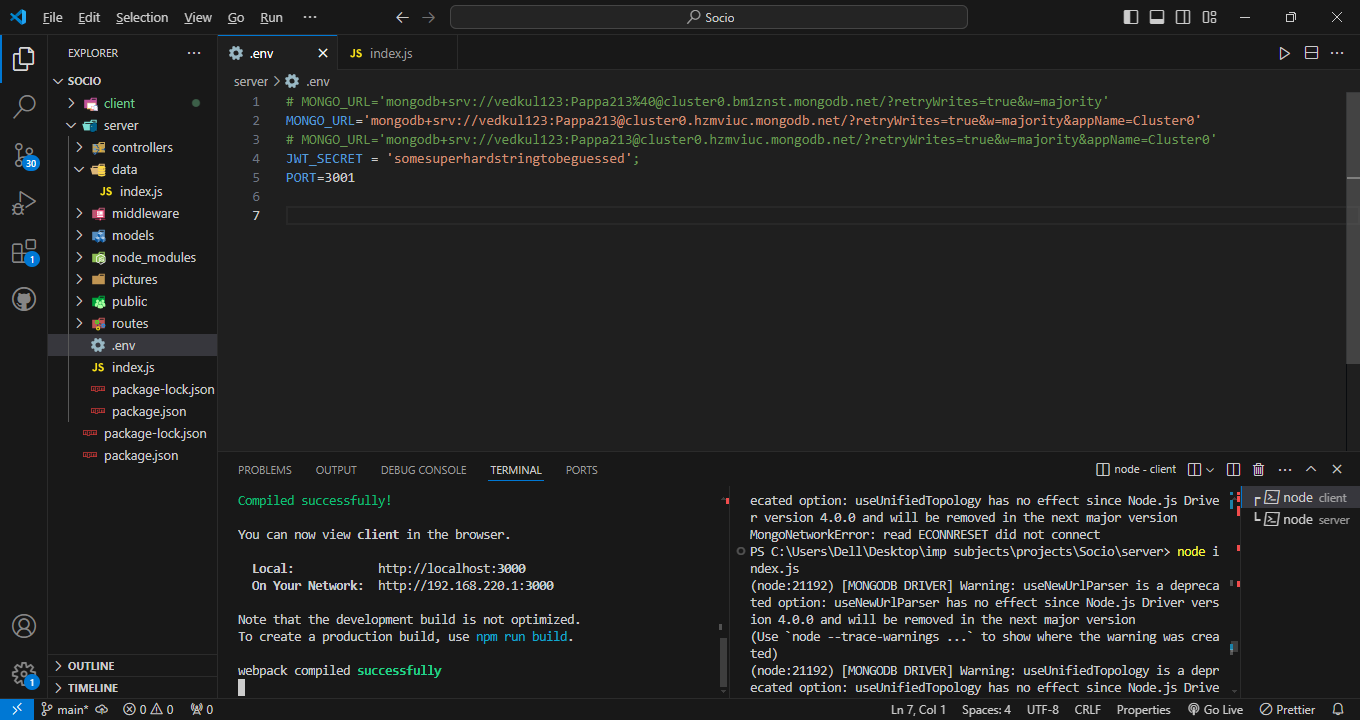 File Edit Selection View Go Run ··· Socio
EXPLORER ···
SOCIO
client
server
controllers
data
JS index.js
middleware
models
node_modules
pictures
public
routes
.env
JS index.js
package-lock.json
package.json
package-lock.json
package.json
OUTLINE
TIMELINE
.env
JS index.js
server > .env
1 # MONGO_URL='mongodb+srv://vedkul123:Pappa213%40@cluster0.bm1znst.mongodb.net/?retryWrites=true&w=majority'
2 MONGO_URL='mongodb+srv://vedkul123:Pappa213@cluster0.hzmviuc.mongodb.net/?retryWrites=true&w=majority&appName=Cluster0'
3 # MONGO_URL='mongodb+srv://vedkul123:Pappa213@cluster0.hzmviuc.mongodb.net/?retryWrites=true&w=majority&appName=Cluster0'
4 JWT_SECRET = 'somesuperhardstringtobeguessed';
5 PORT=3001
6
7
30
1
1
PROBLEMS OUTPUT DEBUG CONSOLE TERMINAL PORTS
node - client
Compiled successfully!
You can now view client in the browser.
Local: http://localhost:3000
On Your Network: http://192.168.220.1:3000
Note that the development build is not optimized.
To create a production build, use npm run build.
webpack compiled successfully
ecated option: useUnifiedTopology has no effect since Node.js Drive
r version 4.0.0 and will be removed in the next major version
MongoNetworkError: read ECONNRESET did not connect
PS C:\Users\Dell\Desktop\imp subjects\projects\Socio\server> node i
ndex.js
(node:21192) [MONGODB DRIVER] Warning: useNewUrlParser is a depreca
ted option: useNewUrlParser has no effect since Node.js Driver vers
ion 4.0.0 and will be removed in the next major version
(Use `node --trace-warnings ...` to show where the warning was crea
ted)
(node:21192) [MONGODB DRIVER] Warning: useUnifiedTopology is a depr
ecated option: useUnifiedTopology has no effect since Node.js Drive
node client
node server
main* 0 0 0 Ln 7, Col 1 Spaces: 4 UTF-8 CRLF Properties Go Live Prettier